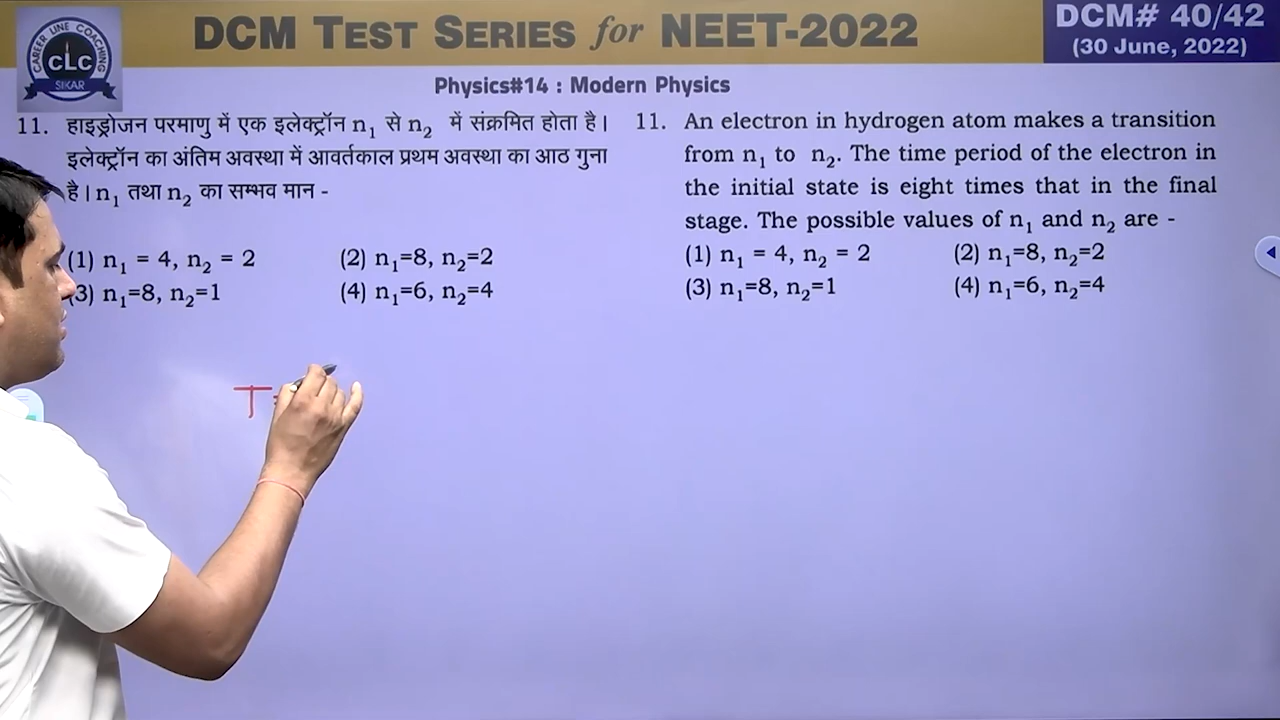 CAREER LINE COACHING
CLC
SIKAR
DCM TEST SERIES for NEET-2022
DCM# 40/42
(30 June, 2022)
Physics#14 : Modern Physics
11. हाइड्रोजन परमाणु में एक इलेक्ट्रॉन n₁ से n₂ में संक्रमित होता है।
इलेक्ट्रॉन का अंतिम अवस्था में आवर्तकाल प्रथम अवस्था का आठ गुना
है। n₁ तथा n₂ का सम्भव मान -
(1) n₁ = 4, n₂ = 2 (2) n₁=8, n₂=2
(3) n₁=8, n₂=1 (4) n₁=6, n₂=4
11. An electron in hydrogen atom makes a transition
from n₁ to n₂. The time period of the electron in
the initial state is eight times that in the final
stage. The possible values of n₁ and n₂ are -
(1) n₁ = 4, n₂ = 2 (2) n₁=8, n₂=2
(3) n₁=8, n₂=1 (4) n₁=6, n₂=4
T